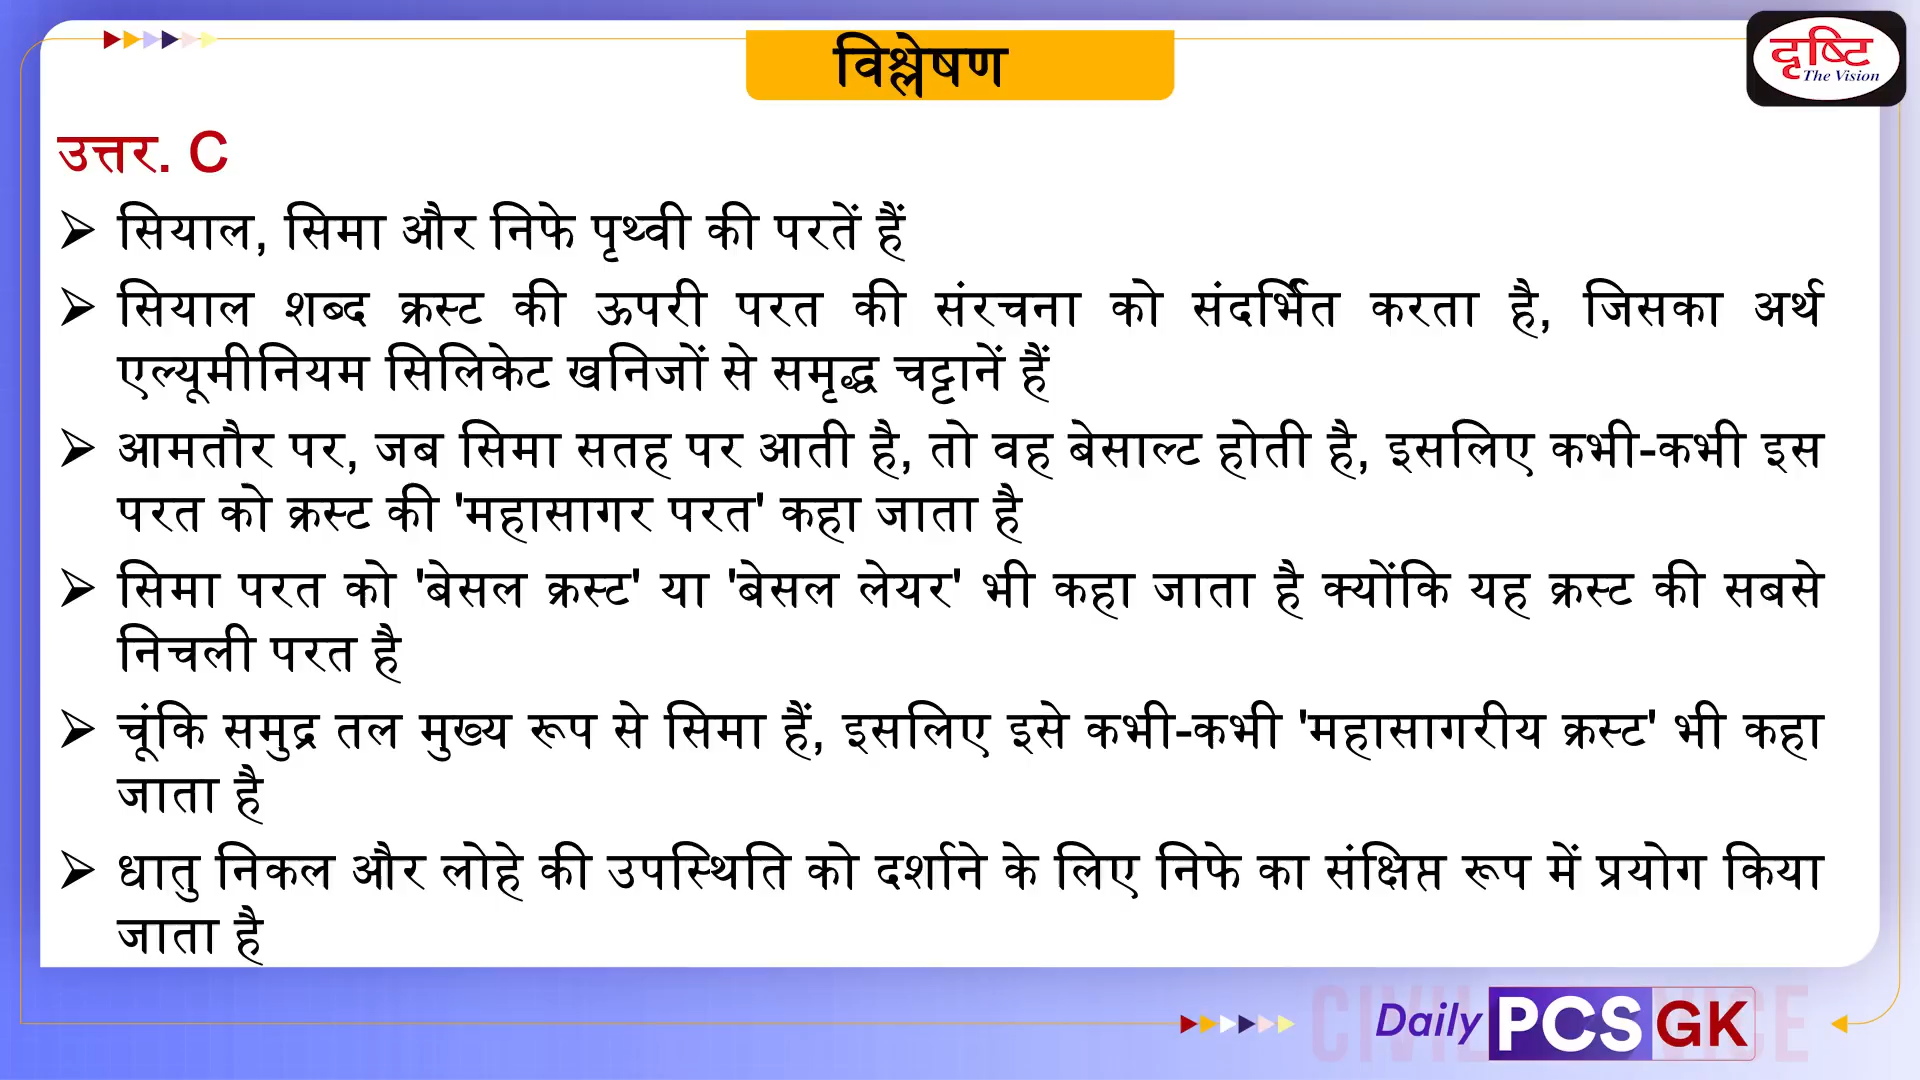 विश्लेषण
दृष्टि
The Vision
उत्तर. C
➢ सियाल, सिमा और निफे पृथ्वी की परतें हैं
➢ सियाल शब्द क्रस्ट की ऊपरी परत की संरचना को संदर्भित करता है, जिसका अर्थ
एल्यूमीनियम सिलिकेट खनिजों से समृद्ध चट्टानें हैं
➢ आमतौर पर, जब सिमा सतह पर आती है, तो वह बेसाल्ट होती है, इसलिए कभी-कभी इस
परत को क्रस्ट की 'महासागर परत' कहा जाता है
➢ सिमा परत को 'बेसल क्रस्ट' या 'बेसल लेयर' भी कहा जाता है क्योंकि यह क्रस्ट की सबसे
निचली परत है
➢ चूंकि समुद्र तल मुख्य रूप से सिमा हैं, इसलिए इसे कभी-कभी 'महासागरीय क्रस्ट' भी कहा
जाता है
➢ धातु निकल और लोहे की उपस्थिति को दर्शाने के लिए निफे का संक्षिप्त रूप में प्रयोग किया
जाता है
Daily PCS GK